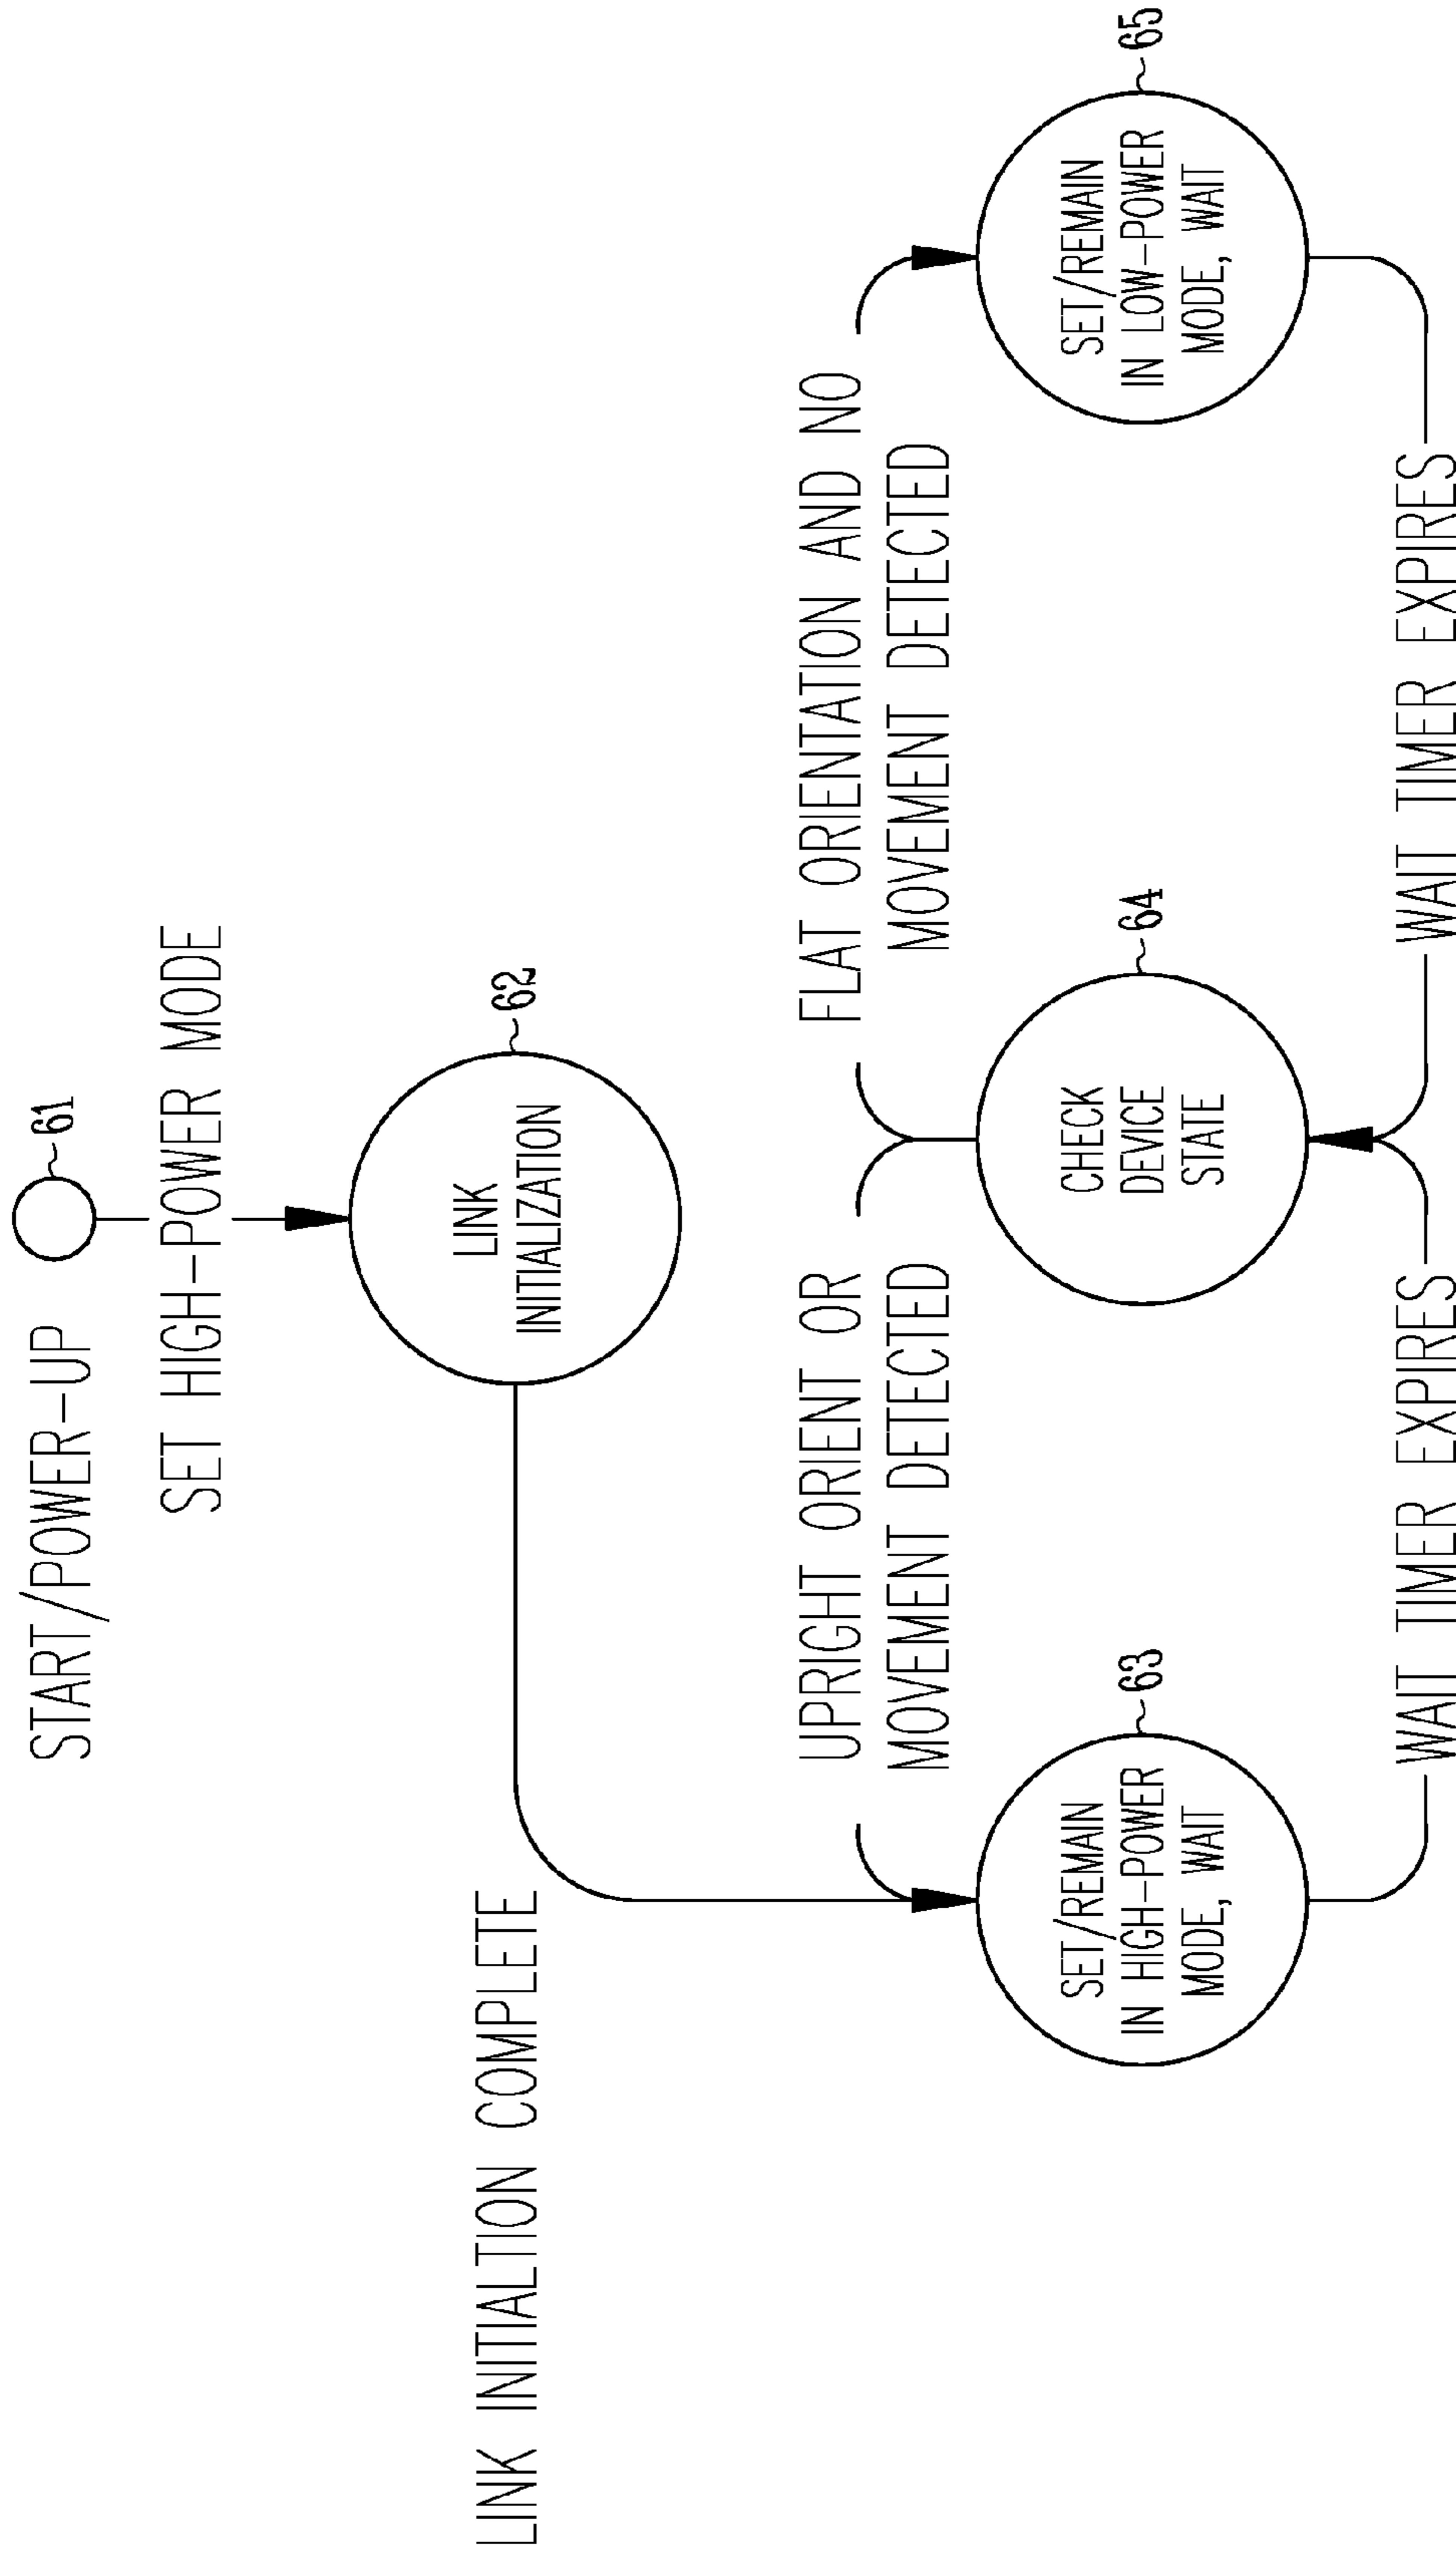 START/POWER-UP
61
SET HIGH-POWER MODE
62
LINK
INITIALIZATION
LINK INITIALTION COMPLETE
UPRIGHT ORIENT OR
MOVEMENT DETECTED
FLAT ORIENTATION AND NO
MOVEMENT DETECTED
63
SET/REMAIN
IN HIGH-POWER
MODE, WAIT
64
CHECK
DEVICE
STATE
65
SET/REMAIN
IN LOW-POWER
MODE, WAIT
WAIT TIMER EXPIRES
WAIT TIMER EXPIRES